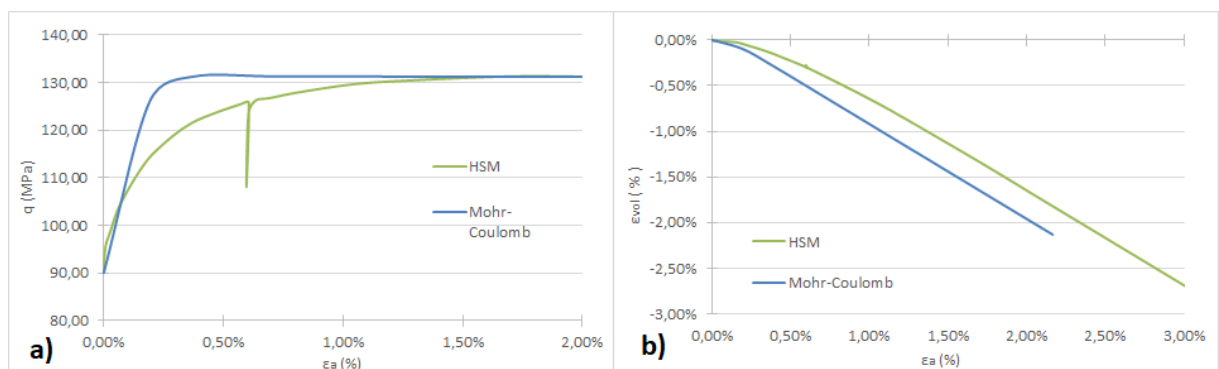 140,00
130,00
120,00
110,00
100,00
90,00
80,00
q (MPa)
HSM
Mohr-
Coulomb
0,00%
0,50%
1,00%
1,50%
2,00%
εa (%)
a)
0,00%
-0,50%
-1,00%
-1,50%
-2,00%
-2,50%
-3,00%
εvol ( % )
HSM
Mohr-Coulomb
0,00%
0,50%
1,00%
1,50%
2,00%
2,50%
3,00%
εa (%)
b)